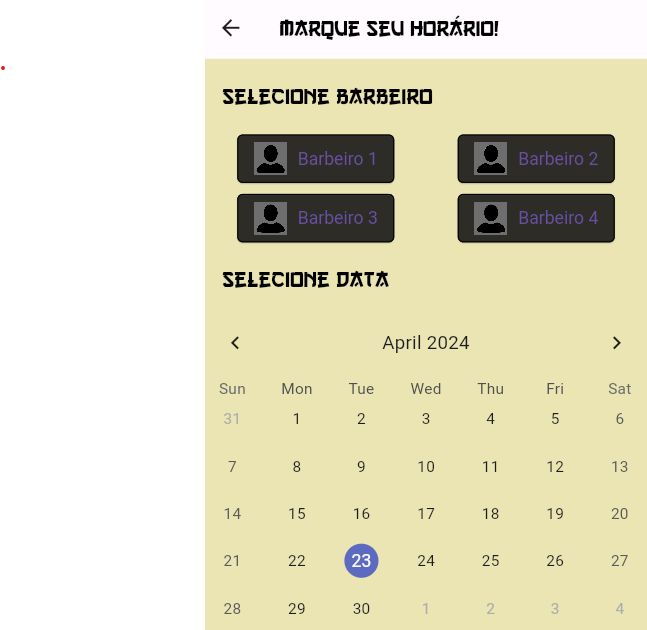 MARQUE SEU HORÁRIO!
SELECIONE BARBEIRO
Barbeiro 1 Barbeiro 2
Barbeiro 3 Barbeiro 4
SELECIONE DATA
April 2024
Sun Mon Tue Wed Thu Fri Sat
31 1 2 3 4 5 6
7 8 9 10 11 12 13
14 15 16 17 18 19 20
21 22 23 24 25 26 27
28 29 30 1 2 3 4